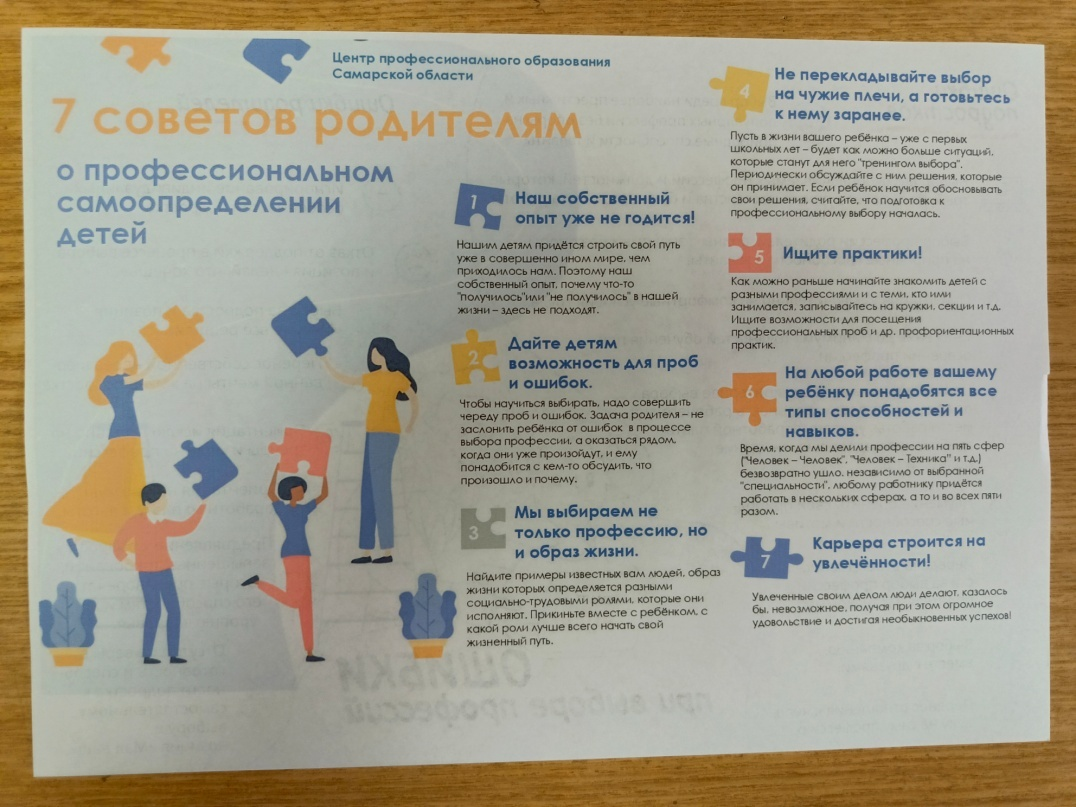 Центр профессионального образования
Самарской области
7 советов родителям
о профессиональном
самоопределении
детей
1
Наш собственный
опыт уже не годится!
Нашим детям придётся строить свой путь
уже в совершенно ином мире, чем
приходилось нам. Поэтому наш
собственный опыт, почему что-то
"получилось"или "не получилось" в нашей
жизни – здесь не подходят.
2
Дайте детям
возможность для проб
и ошибок.
Чтобы научиться выбирать, надо совершить
череду проб и ошибок. Задача родителя – не
заслонить ребёнка от ошибок в процессе
выбора профессии, а оказаться рядом,
когда они уже произойдут, и ему
понадобится с кем-то обсудить, что
произошло и почему.
3
Мы выбираем не
только профессию, но
и образ жизни.
Найдите примеры известных вам людей, образ
жизни которых определяется разными
социально-трудовыми ролями, которые они
исполняют. Прикиньте вместе с ребёнком, с
какой роли лучше всего начать свой
жизненный путь.
4
Не перекладывайте выбор
на чужие плечи, а готовьтесь
к нему заранее.
Пусть в жизни вашего ребёнка – уже с первых
школьных лет – будет как можно больше ситуаций,
которые станут для него "тренингом выбора".
Периодически обсуждайте с ним решения, которые
он принимает. Если ребёнок научится обосновывать
свои решения, считайте, что подготовка к
профессиональному выбору началась.
5
Ищите практики!
Как можно раньше начинайте знакомить детей с
разными профессиями и с теми, кто ими
занимается, записывайтесь на кружки, секции и т.д.
Ищите возможности для посещения
профессиональных проб и др. профориентационных
практик.
6
На любой работе вашему
ребёнку понадобятся все
типы способностей и
навыков.
Время, когда мы делили профессии на пять сфер
("Человек – Человек", "Человек – Техника" и т.д.)
безвозвратно ушло, независимо от выбранной
"специальности", любому работнику придётся
работать в нескольких сферах, а то и во всех пяти
разом.
7
Карьера строится на
увлечённости!
Увлеченные своим делом люди делают, казалось
бы, невозможное, получая при этом огромное
удовольствие и достигая необыкновенных успехов!
ОШИБКИ
при выборе профессий